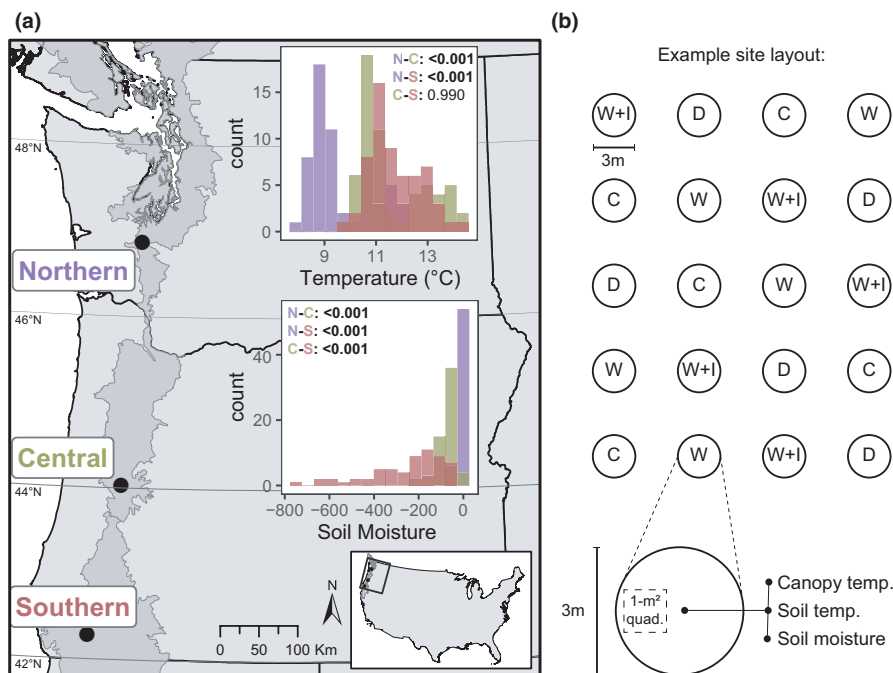 (a)
N-C: <0.001
N-S: <0.001
C-S: 0.990
15
10
5
0
count
9 11 13
Temperature (°C)
48°N
Northern
46°N
N-C: <0.001
N-S: <0.001
C-S: <0.001
40
20
0
count
−800 −600 −400 −200 0
Soil Moisture
Central
44°N
Southern
42°N
N
0 50 100 Km
(b)
Example site layout:
W+I D C W
3m
C W W+I D
D C W W+I
W W+I D C
C W W+I D
3m
1-m²
quad.
Canopy temp.
Soil temp.
Soil moisture